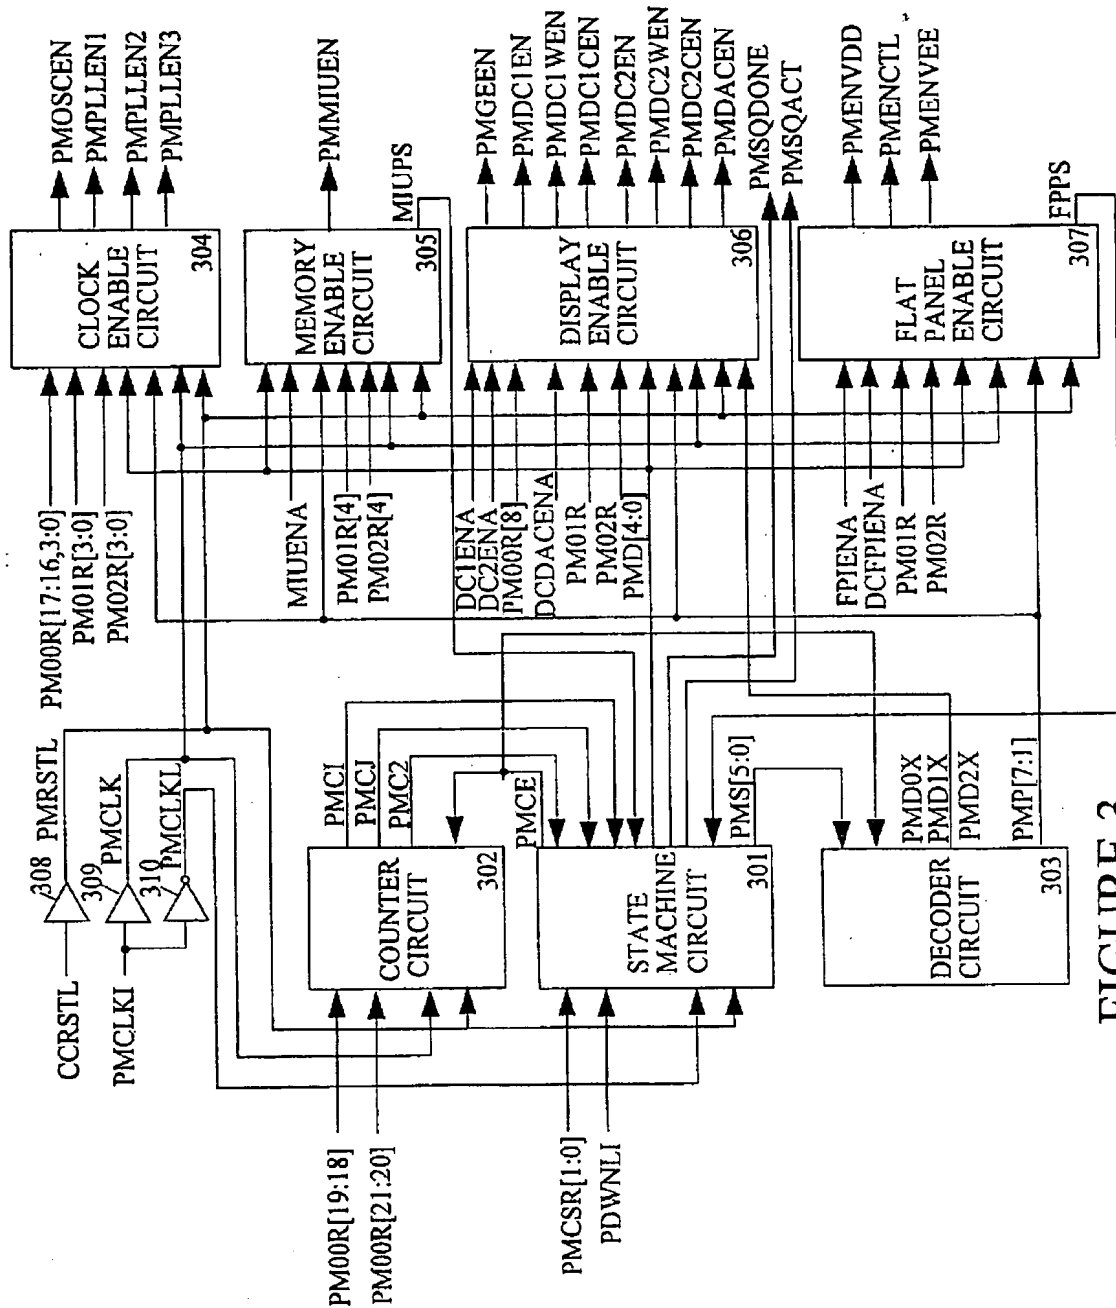 CCRSTL
308
PMRSTL
PMCLKI
309
PMCLK
310
PMCLKL
PM00R[17:16,3:0]
PM01R[3:0]
PM02R[3:0]
CLOCK
ENABLE
CIRCUIT
304
PMOSCEN
PMPLLEN1
PMPLLEN2
PMPLLEN3
MIUENA
PM01R[4]
PM02R[4]
MEMORY
ENABLE
CIRCUIT
305
PMMIUEN
MIUPS
PM00R[19:18]
PM00R[21:20]
COUNTER
CIRCUIT
302
PMCI
PMCJ
PMC2
DC1ENA
DC2ENA
PM00R[8]
DCDACENA
PM01R
PM02R
PMD[4:0]
DISPLAY
ENABLE
CIRCUIT
306
PMGEEN
PMDC1EN
PMDC1WEN
PMDC1CEN
PMDC2EN
PMDC2WEN
PMDC2CEN
PMDACEN
PMSQDONE
PMSQACT
PMCSR[1:0]
PDWNLI
STATE
MACHINE
CIRCUIT
301
PMCE
PMS[5:0]
FPIENA
DCFPIENA
PM01R
PM02R
FLAT
PANEL
ENABLE
CIRCUIT
307
PMENVDD
PMENCTL
PMENVEE
FPPS
DECODER
CIRCUIT
303
PMD0X
PMD1X
PMD2X
PMP[7:1]